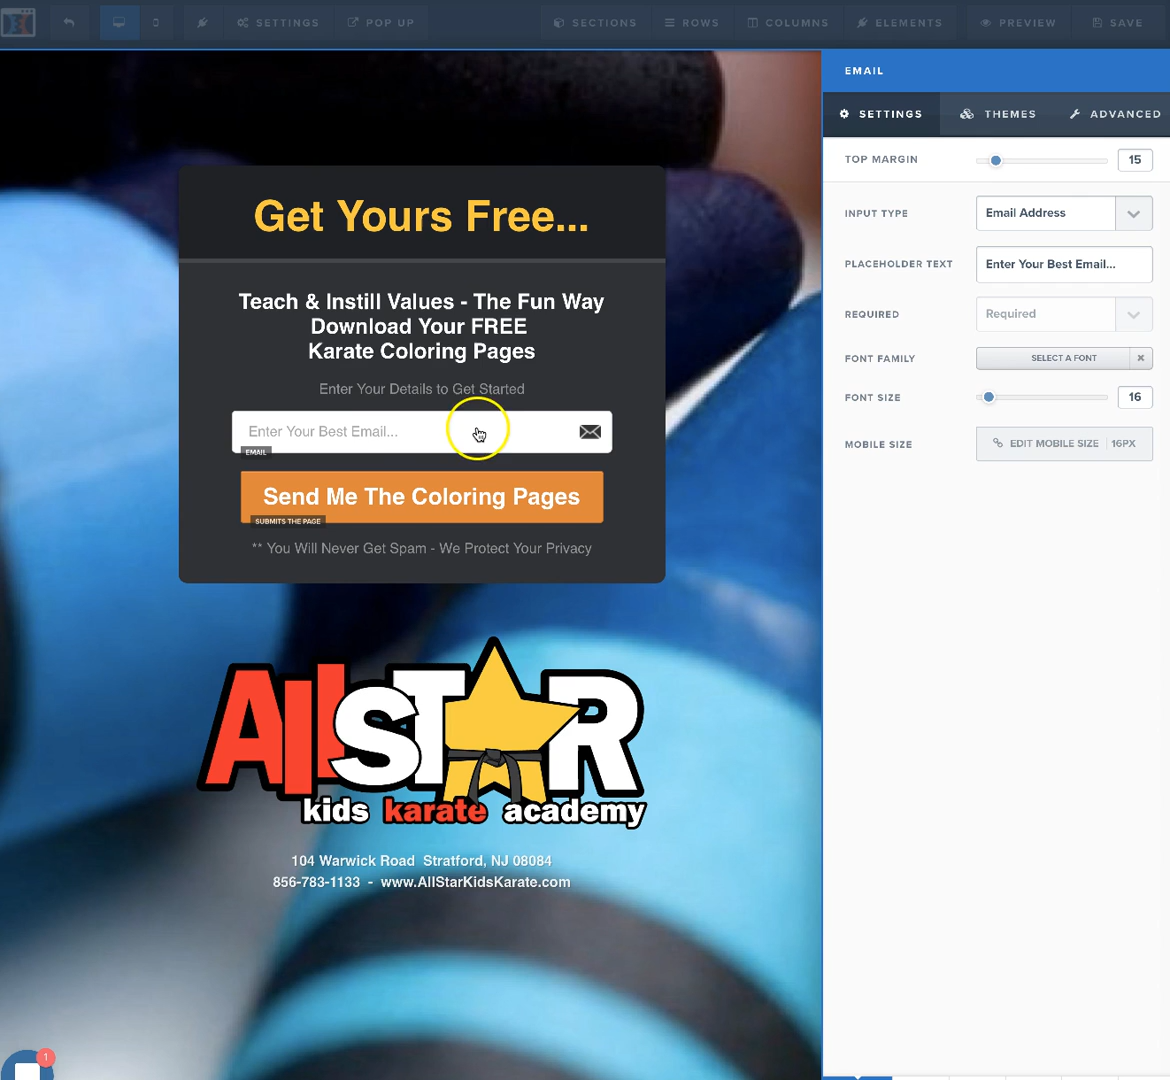 SETTINGS
POP UP
SECTIONS
ROWS
COLUMNS
ELEMENTS
PREVIEW
SAVE
EMAIL
SETTINGS
THEMES
ADVANCED
TOP MARGIN
15
INPUT TYPE
Email Address
PLACEHOLDER TEXT
Enter Your Best Email...
REQUIRED
Required
FONT FAMILY
SELECT A FONT
FONT SIZE
16
MOBILE SIZE
EDIT MOBILE SIZE
16PX
Get Yours Free...
Teach & Instill Values - The Fun Way
Download Your FREE
Karate Coloring Pages
Enter Your Details to Get Started
Enter Your Best Email...
EMAIL
Send Me The Coloring Pages
SUBMITS THE PAGE
** You Will Never Get Spam - We Protect Your Privacy
AllSTAR
kids karate academy
104 Warwick Road Stratford, NJ 08084
856-783-1133 - www.AllStarKidsKarate.com
1